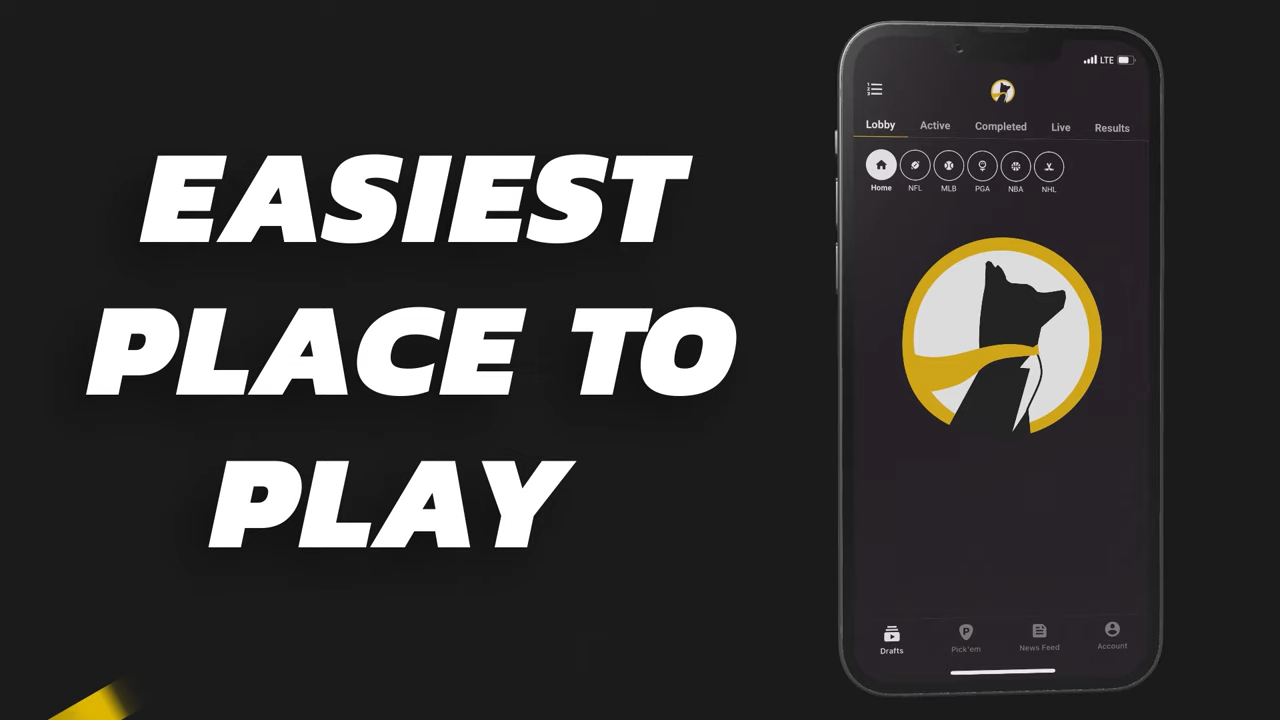 EASIEST
PLACE TO
PLAY
LTE
Lobby Active Completed Live Results
Home NFL MLB PGA NBA NHL
Drafts Pick'em News Feed Account